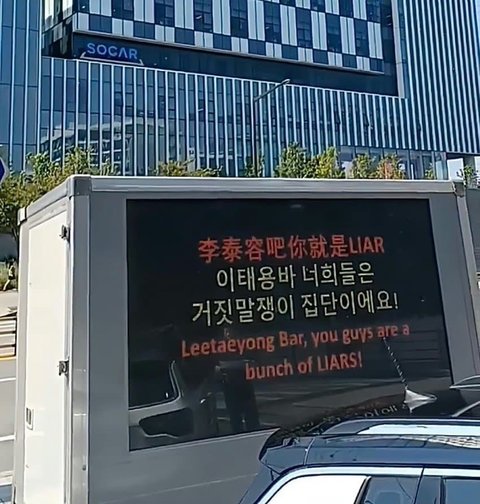 SOCAR
李泰容吧你就是LIAR
이태용바 너희들은
거짓말쟁이 집단이에요!
Leetaeyong Bar, you guys are a
bunch of LIARS!